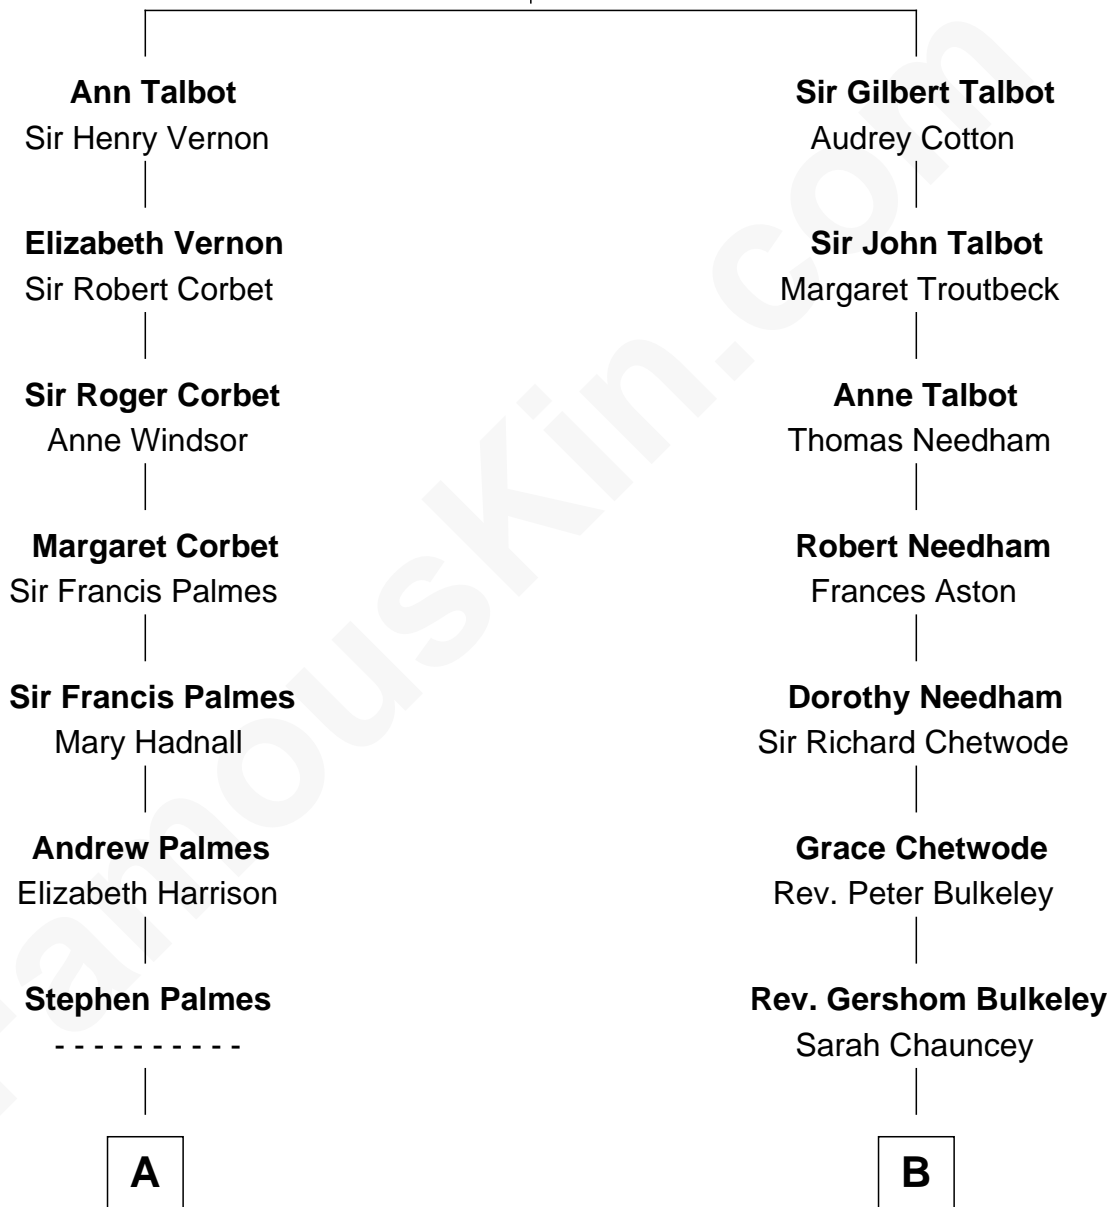 Ann Talbot
Sir Henry Vernon
Elizabeth Vernon
Sir Robert Corbet
Sir Roger Corbet
Anne Windsor
Margaret Corbet
Sir Francis Palmes
Sir Francis Palmes
Mary Hadnall
Andrew Palmes
Elizabeth Harrison
Stephen Palmes
- - - - - - - - - -
A
Sir Gilbert Talbot
Audrey Cotton
Sir John Talbot
Margaret Troutbeck
Anne Talbot
Thomas Needham
Robert Needham
Frances Aston
Dorothy Needham
Sir Richard Chetwode
Grace Chetwode
Rev. Peter Bulkeley
Rev. Gershom Bulkeley
Sarah Chauncey
B
FamousKin.com